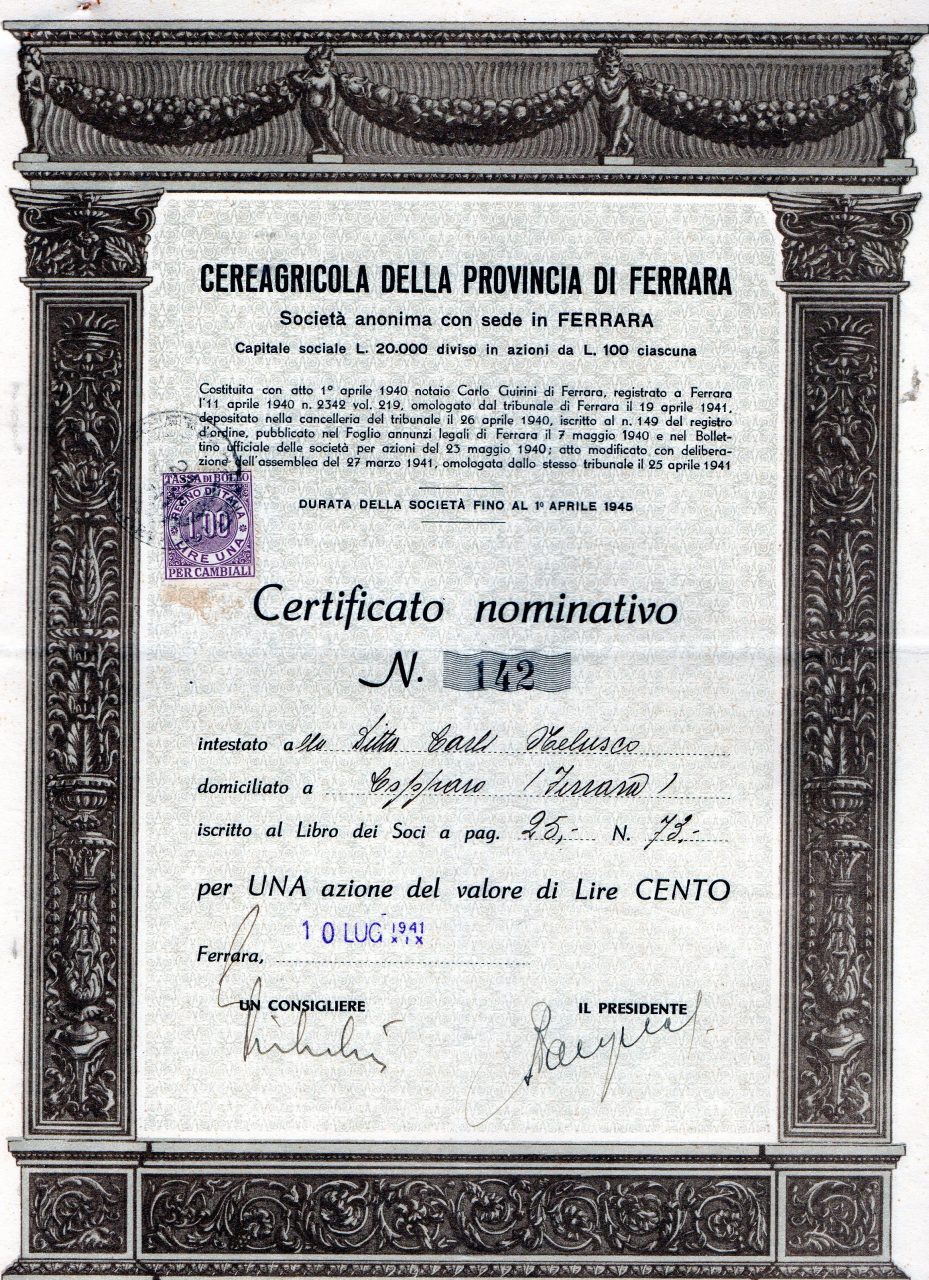 CEREAGRICOLA DELLA PROVINCIA DI FERRARA
Società anonima con sede in FERRARA
Capitale sociale L. 20.000 diviso in azioni da L. 100 ciascuna
Costituita con atto 1º aprile 1940 notaio Carlo Guirini di Ferrara, registrato a Ferrara
l'11 aprile 1940 n. 2342 vol. 219, omologato dal tribunale di Ferrara il 19 aprile 1941,
depositato nella cancelleria del tribunale il 26 aprile 1940, iscritto al n. 149 del registro
d'ordine, pubblicato nel Foglio annunzi legali di Ferrara il 7 maggio 1940 e nel Bollet-
tino ufficiale delle società per azioni del 23 maggio 1940; atto modificato con delibera-
zione dell'assemblea del 27 marzo 1941, omologata dallo stesso tribunale il 25 aprile 1941
TASSA DI BOLLO
REGNO D'ITALIA
1,00
LIRE UNA
PER CAMBIALI
DURATA DELLA SOCIETÀ FINO AL 1º APRILE 1945
Certificato nominativo
N. 142
intestato alla Ditta
domiciliato a (Ferrara)
iscritto al Libro dei Soci a pag. 25,- N. 73,-
per UNA azione del valore di Lire CENTO
10 LUG 1941 XIX
Ferrara,
UN CONSIGLIERE IL PRESIDENTE